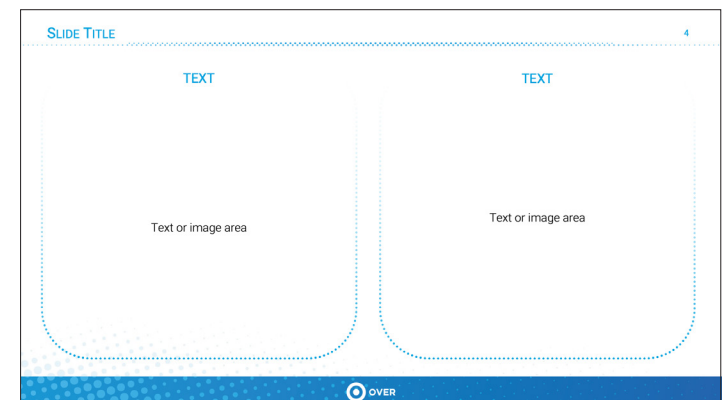 SLIDE TITLE
4
TEXT
TEXT
Text or image area
Text or image area
OVER